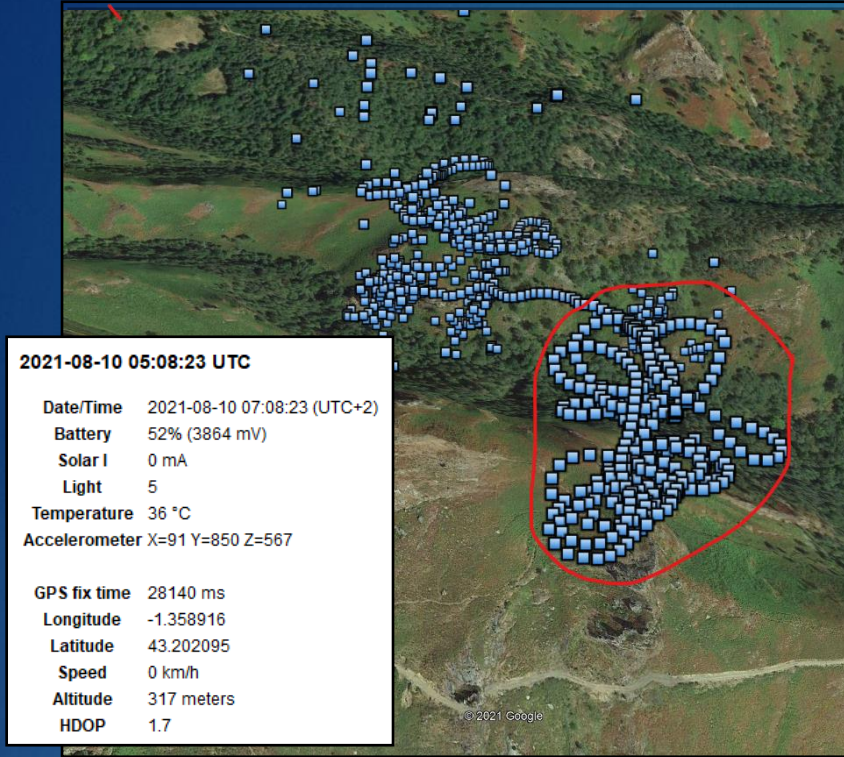 2021-08-10 05:08:23 UTC
Date/Time 2021-08-10 07:08:23 (UTC+2)
Battery 52% (3864 mV)
Solar I 0 mA
Light 5
Temperature 36 °C
Accelerometer X=91 Y=850 Z=567
GPS fix time 28140 ms
Longitude -1.358916
Latitude 43.202095
Speed 0 km/h
Altitude 317 meters
HDOP 1.7
© 2021 Google